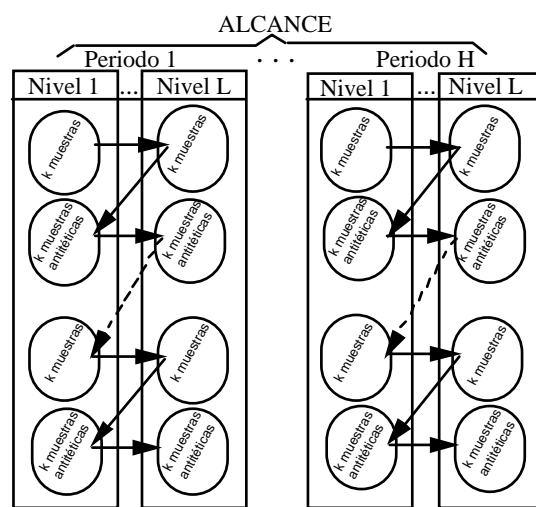 ALCANCE
Periodo 1 . . . Periodo H
Nivel 1 ... Nivel L
Nivel 1 ... Nivel L
k muestras
k muestras
k muestras
antitéticas
k muestras
antitéticas
k muestras
k muestras
k muestras
antitéticas
k muestras
antitéticas
k muestras
k muestras
k muestras
antitéticas
k muestras
antitéticas
k muestras
k muestras
k muestras
antitéticas
k muestras
antitéticas